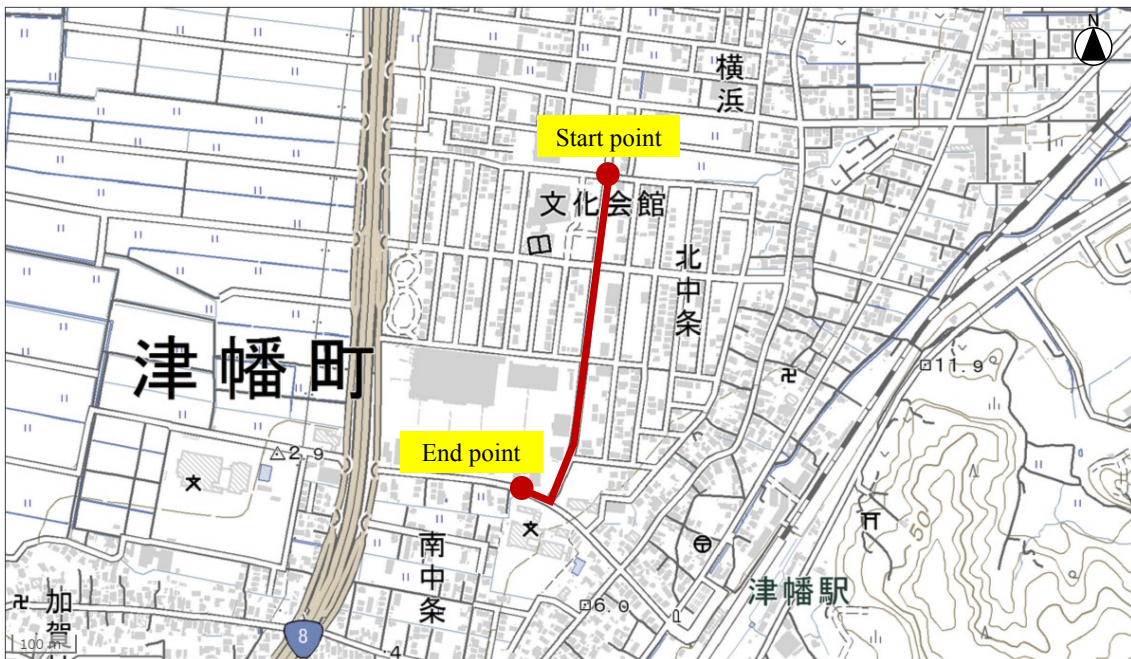 N
横浜
Start point
文化会館
北中条
津幡町
11.9
End point
2.9
50
南中条
津幡駅
6.0
加賀
8
100 m
4